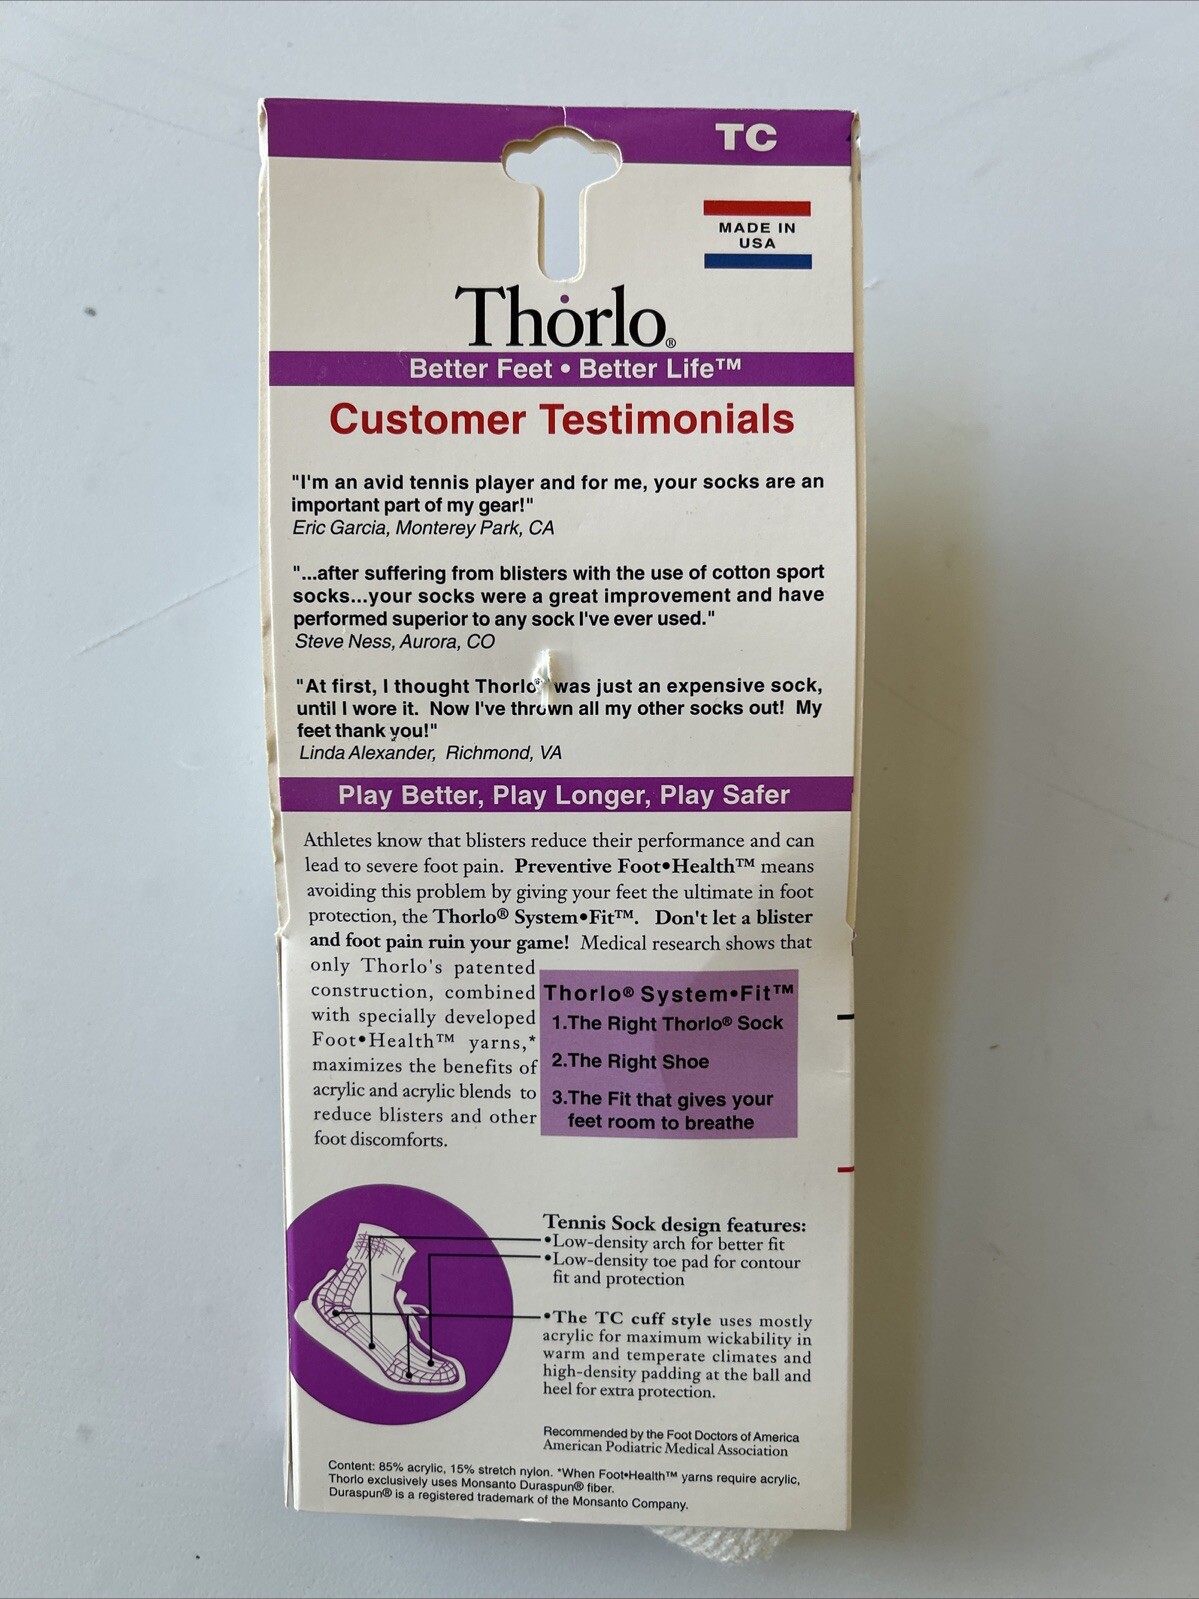 TC
MADE IN
USA
Thorlo®
Better Feet • Better Life™
Customer Testimonials
"I'm an avid tennis player and for me, your socks are an
important part of my gear!"
Eric Garcia, Monterey Park, CA
"...after suffering from blisters with the use of cotton sport
socks...your socks were a great improvement and have
performed superior to any sock I've ever used."
Steve Ness, Aurora, CO
"At first, I thought Thorlo® was just an expensive sock,
until I wore it. Now I've thrown all my other socks out! My
feet thank you!"
Linda Alexander, Richmond, VA
Play Better, Play Longer, Play Safer
Athletes know that blisters reduce their performance and can
lead to severe foot pain. Preventive Foot•Health™ means
avoiding this problem by giving your feet the ultimate in foot
protection, the Thorlo® System•Fit™. Don't let a blister
and foot pain ruin your game! Medical research shows that
only Thorlo's patented
construction, combined
with specially developed
Foot•Health™ yarns,*
maximizes the benefits of
acrylic and acrylic blends to
reduce blisters and other
foot discomforts.
Thorlo® System•Fit™
1.The Right Thorlo® Sock
2.The Right Shoe
3.The Fit that gives your
feet room to breathe
Tennis Sock design features:
•Low-density arch for better fit
•Low-density toe pad for contour
fit and protection
•The TC cuff style uses mostly
acrylic for maximum wickability in
warm and temperate climates and
high-density padding at the ball and
heel for extra protection.
Recommended by the Foot Doctors of America
American Podiatric Medical Association
Content: 85% acrylic, 15% stretch nylon. *When Foot•Health™ yarns require acrylic,
Thorlo exclusively uses Monsanto Duraspun® fiber.
Duraspun® is a registered trademark of the Monsanto Company.